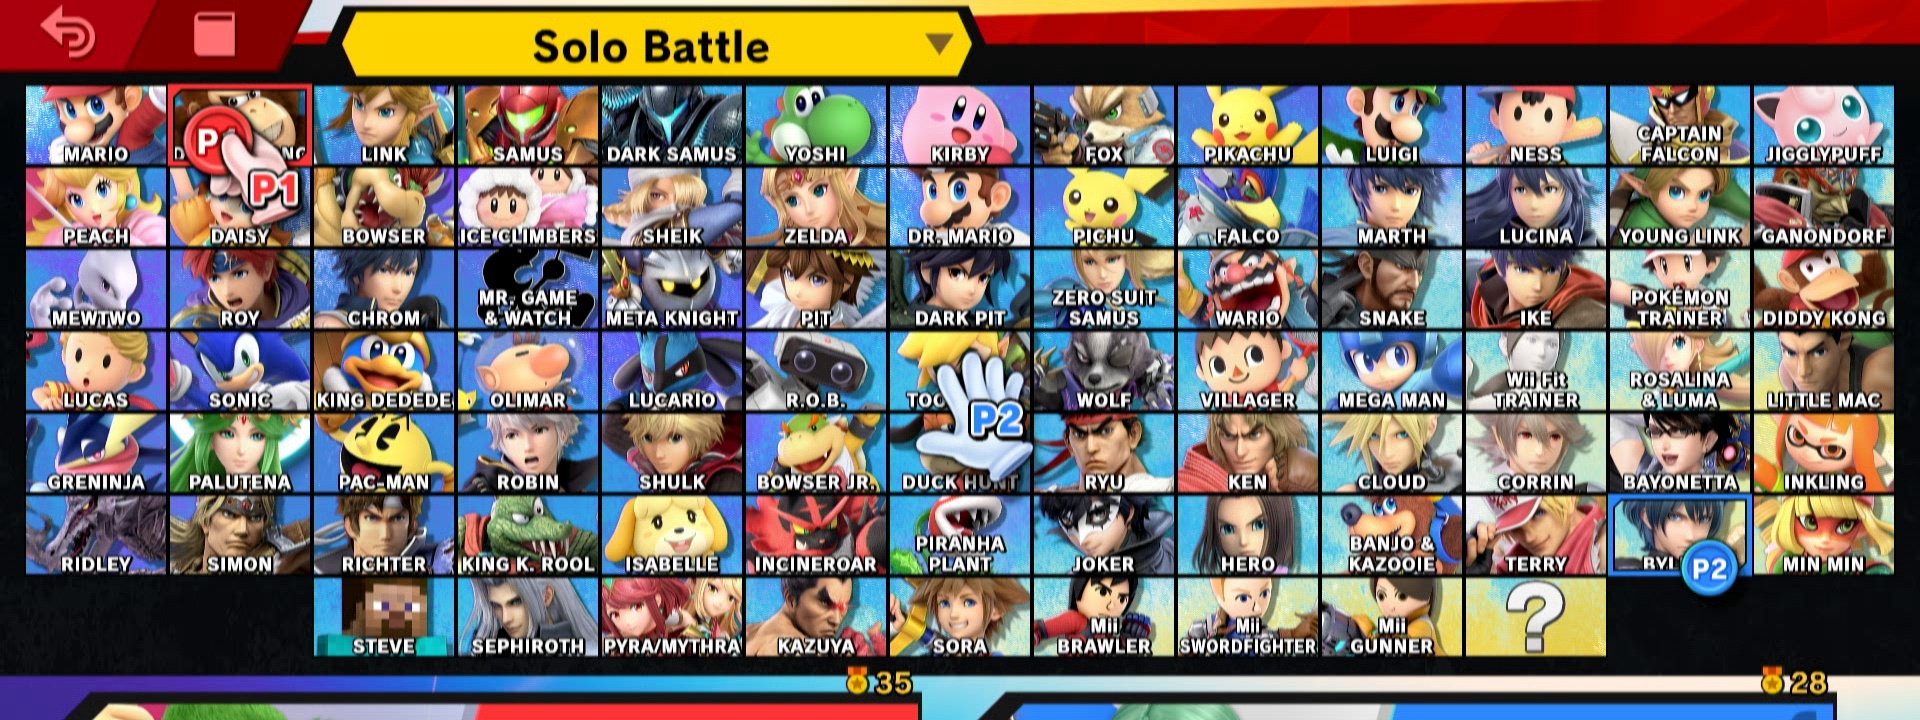 Solo Battle
MARIO
P1
LINK
SAMUS
DARK SAMUS
YOSHI
KIRBY
FOX
PIKACHU
LUIGI
NESS
CAPTAIN
FALCON
JIGGLYPUFF
PEACH
DAISY
BOWSER
ICE CLIMBERS
SHEIK
ZELDA
DR. MARIO
PICHU
FALCO
MARTH
LUCINA
YOUNG LINK
GANONDORF
MEWTWO
ROY
CHROM
MR. GAME
& WATCH
META KNIGHT
PIT
DARK PIT
ZERO SUIT
SAMUS
WARIO
SNAKE
IKE
POKÉMON
TRAINER
DIDDY KONG
LUCAS
SONIC
KING DEDEDE
OLIMAR
LUCARIO
R.O.B.
P2
WOLF
VILLAGER
MEGA MAN
Wii Fit
TRAINER
ROSALINA
& LUMA
LITTLE MAC
GRENINJA
PALUTENA
PAC-MAN
ROBIN
SHULK
BOWSER JR.
DUCK HUNT
RYU
KEN
CLOUD
CORRIN
BAYONETTA
INKLING
RIDLEY
SIMON
RICHTER
KING K. ROOL
ISABELLE
INCINEROAR
PIRANHA
PLANT
JOKER
HERO
BANJO &
KAZOOIE
TERRY
P2
MIN MIN
STEVE
SEPHIROTH
PYRA/MYTHRA
KAZUYA
SORA
Mii
BRAWLER
Mii
SWORDFIGHTER
Mii
GUNNER
?
35
28